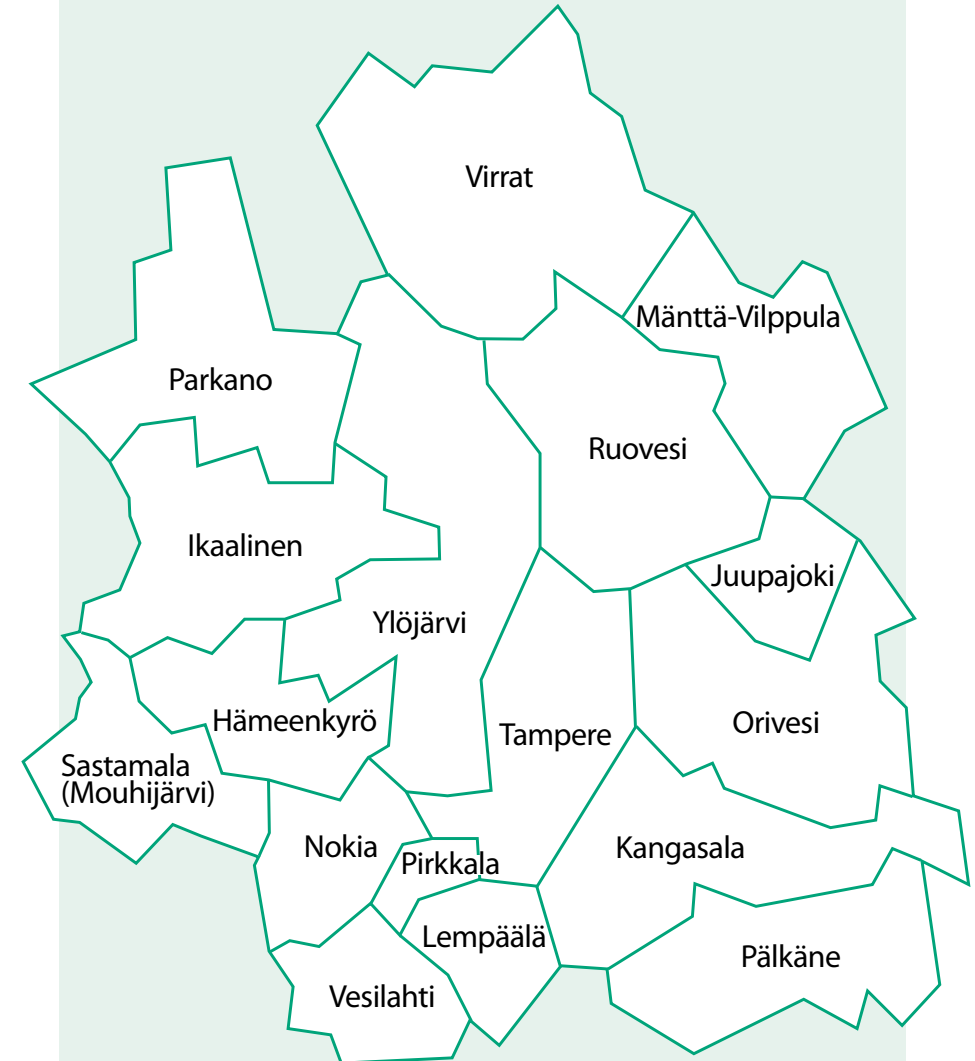 Virrat
Mänttä-Vilppula
Parkano
Ruovesi
Ikaalinen
Juupajoki
Ylöjärvi
Hämeenkyrö
Tampere
Orivesi
Sastamala
(Mouhijärvi)
Nokia
Pirkkala
Kangasala
Lempäälä
Pälkäne
Vesilahti